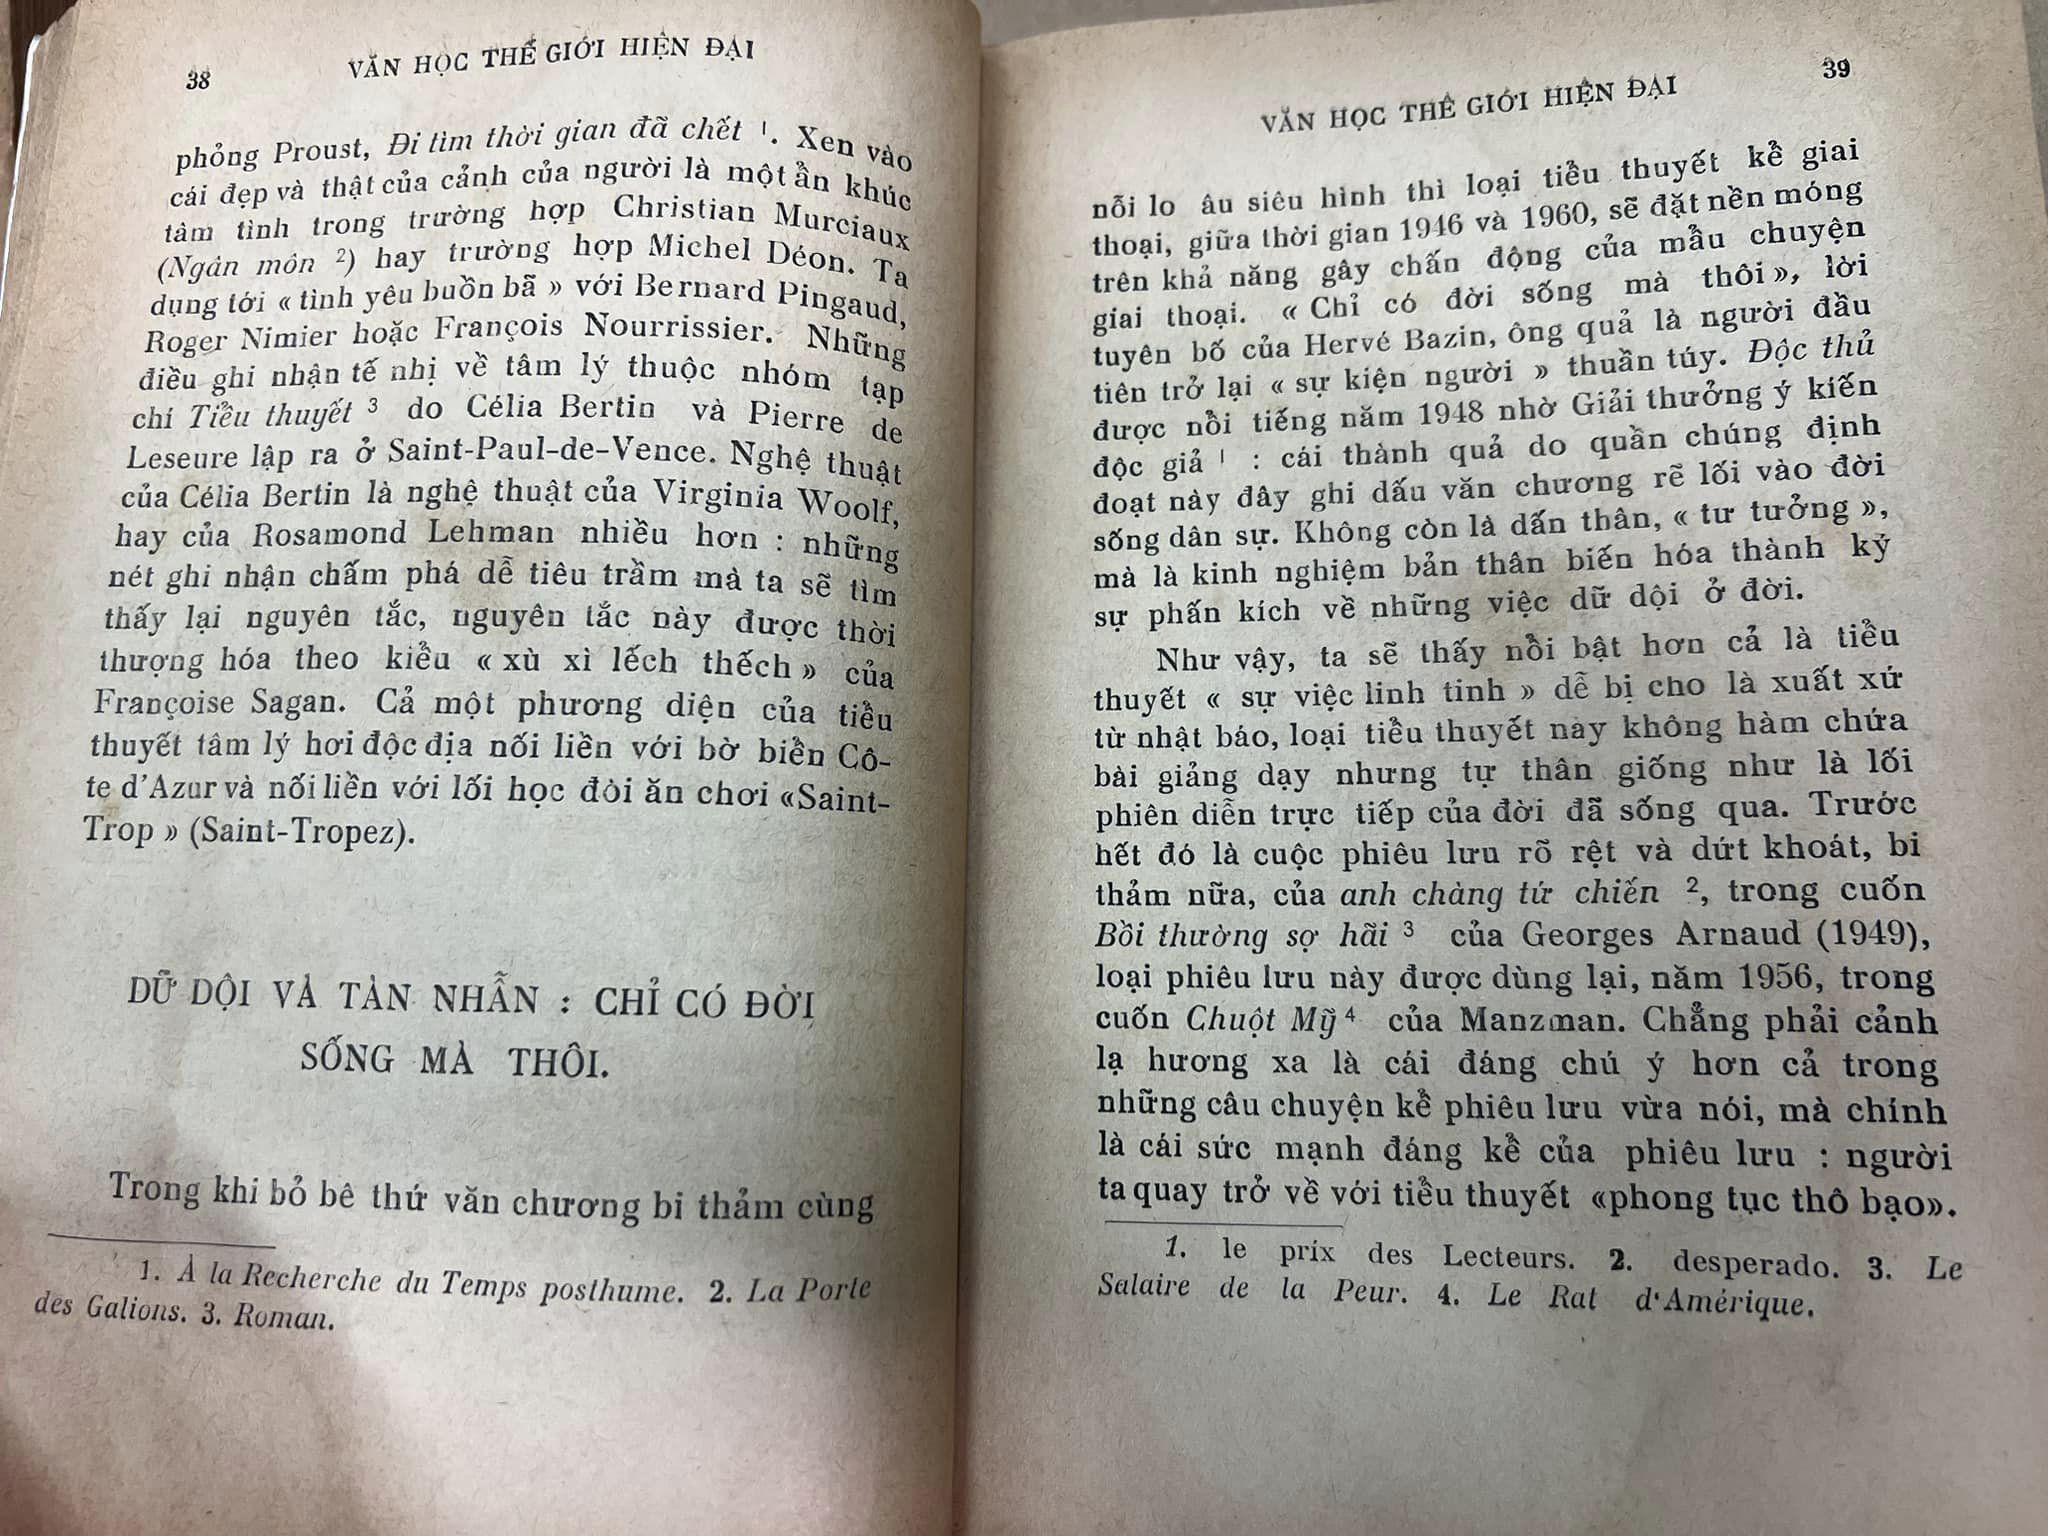 38
VĂN HỌC THẾ GIỚI HIỆN ĐẠI
phỏng Proust, Đi tìm thời gian đã chết 1. Xen vào
cái đẹp và thật của cảnh của người là một ẩn khúc
tâm tình trong trường hợp Christian Murciaux
(Ngân môn 2) hay trường hợp Michel Déon. Ta
dụng tới « tình yêu buồn bã » với Bernard Pingaud,
Roger Nimier hoặc François Nourrissier. Những
điều ghi nhận tế nhị về tâm lý thuộc nhóm tạp
chí Tiểu thuyết 3 do Célia Bertin và Pierre de
Leseure lập ra ở Saint-Paul-de-Vence. Nghệ thuật
của Célia Bertin là nghệ thuật của Virginia Woolf,
hay của Rosamond Lehman nhiều hơn : những
nét ghi nhận chấm phá dễ tiêu trầm mà ta sẽ tìm
thấy lại nguyên tắc, nguyên tắc này được thời
thượng hóa theo kiểu « xù xì lếch thếch » của
Françoise Sagan. Cả một phương diện của tiểu
thuyết tâm lý hơi độc địa nối liền với bờ biển Cô-
te d'Azur và nối liền với lối học đòi ăn chơi «Saint-
Trop » (Saint-Tropez).
DỮ DỘI VÀ TÀN NHẪN : CHỈ CÓ ĐỜI
SỐNG MÀ THÔI.
Trong khi bỏ bê thứ văn chương bi thảm cùng
1. À la Recherche du Temps posthume. 2. La Porte
des Galions. 3. Roman.
VĂN HỌC THẾ GIỚI HIỆN ĐẠI
39
nỗi lo âu siêu hình thì loại tiểu thuyết kể giai
thoại, giữa thời gian 1946 và 1960, sẽ đặt nền móng
trên khả năng gây chấn động của mẩu chuyện
giai thoại. « Chỉ có đời sống mà thôi », lời
tuyên bố của Hervé Bazin, ông quả là người đầu
tiên trở lại « sự kiện người » thuần túy. Độc thủ
được nổi tiếng năm 1948 nhờ Giải thưởng ý kiến
độc giả 1 : cái thành quả do quần chúng định
đoạt này đây ghi dấu văn chương rẽ lối vào đời
sống dân sự. Không còn là dấn thân, « tư tưởng »,
mà là kinh nghiệm bản thân biến hóa thành ký
sự phấn kích về những việc dữ dội ở đời.
Như vậy, ta sẽ thấy nổi bật hơn cả là tiểu
thuyết « sự việc linh tinh » dễ bị cho là xuất xứ
từ nhật báo, loại tiểu thuyết này không hàm chứa
bài giảng dạy nhưng tự thân giống như là lối
phiên diễn trực tiếp của đời đã sống qua. Trước
hết đó là cuộc phiêu lưu rõ rệt và dứt khoát, bi
thảm nữa, của anh chàng tứ chiến 2, trong cuốn
Bồi thường sợ hãi 3 của Georges Arnaud (1949),
loại phiêu lưu này được dùng lại, năm 1956, trong
cuốn Chuột Mỹ 4 của Manzman. Chẳng phải cảnh
lạ hương xa là cái đáng chú ý hơn cả trong
những câu chuyện kể phiêu lưu vừa nói, mà chính
là cái sức mạnh đáng kể của phiêu lưu : người
ta quay trở về với tiểu thuyết «phong tục thô bạo».
1. le prix des Lecteurs. 2. desperado. 3. Le
Salaire de la Peur. 4. Le Rat d'Amérique.